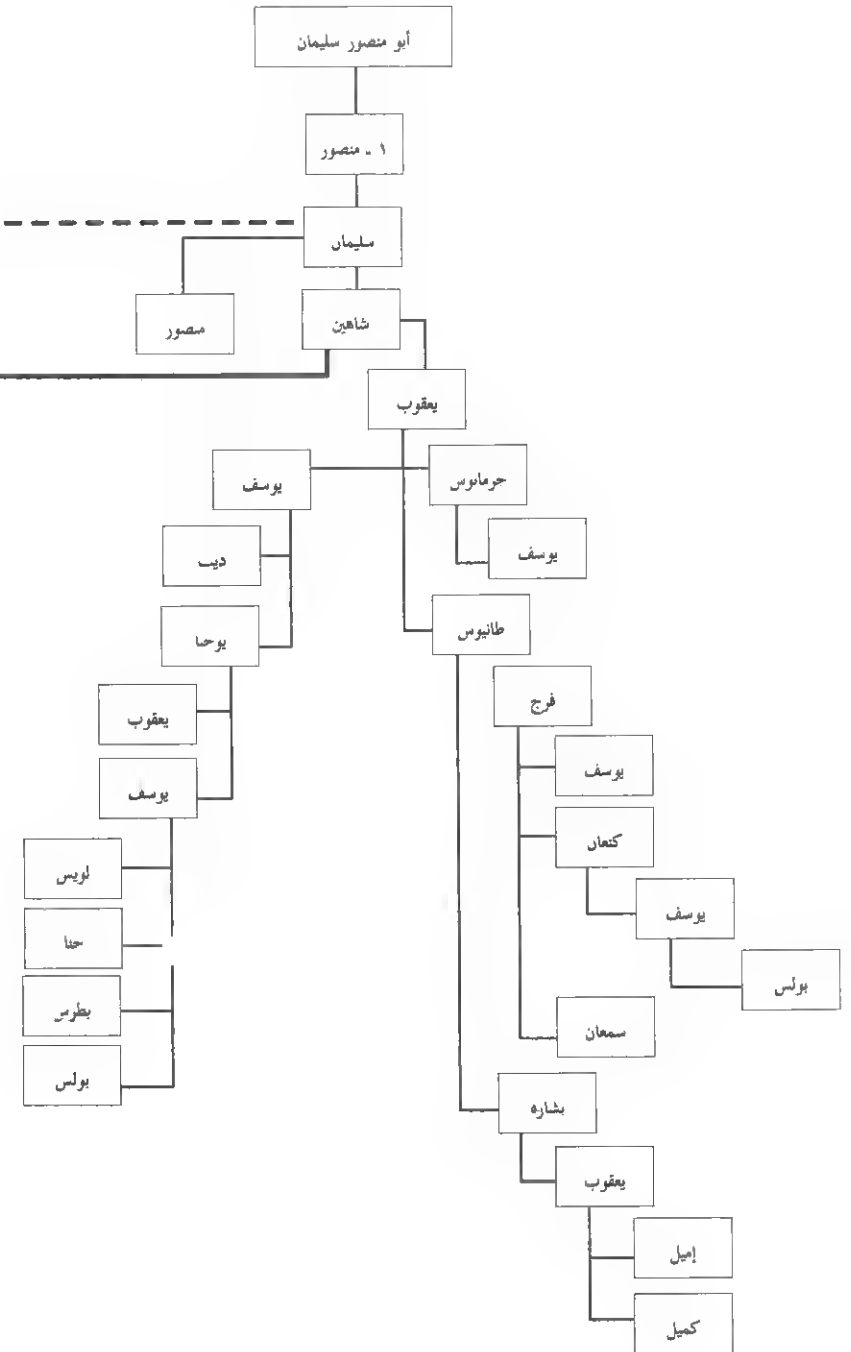 أبو منصور سليمان
١ - منصور
سليمان
منصور
شاهين
يعقوب
جرمانوس
يوسف
يوسف
ديب
طانيوس
يوحنا
فرج
يعقوب
يوسف
يوسف
كنعان
لويس
يوسف
حنا
بولس
بطرس
سمعان
بولس
بشاره
يعقوب
إميل
كميل